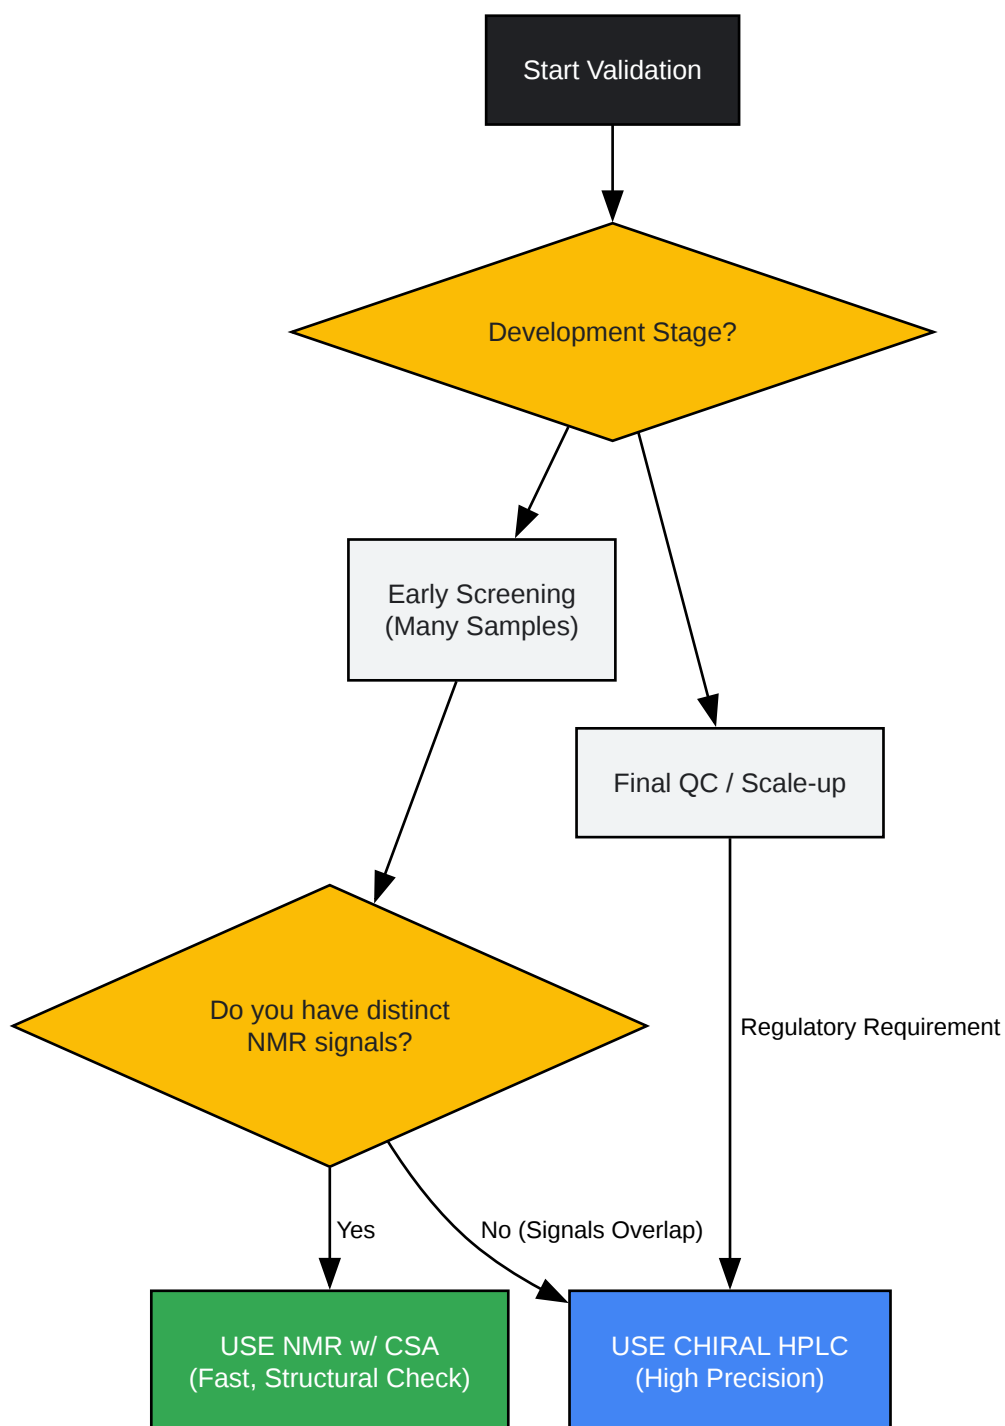 Start Validation
Development Stage?
Early Screening
(Many Samples)
Final QC / Scale-up
Do you have distinct
NMR signals?
Regulatory Requirement
Yes
No (Signals Overlap)
USE NMR w/ CSA
(Fast, Structural Check)
USE CHIRAL HPLC
(High Precision)